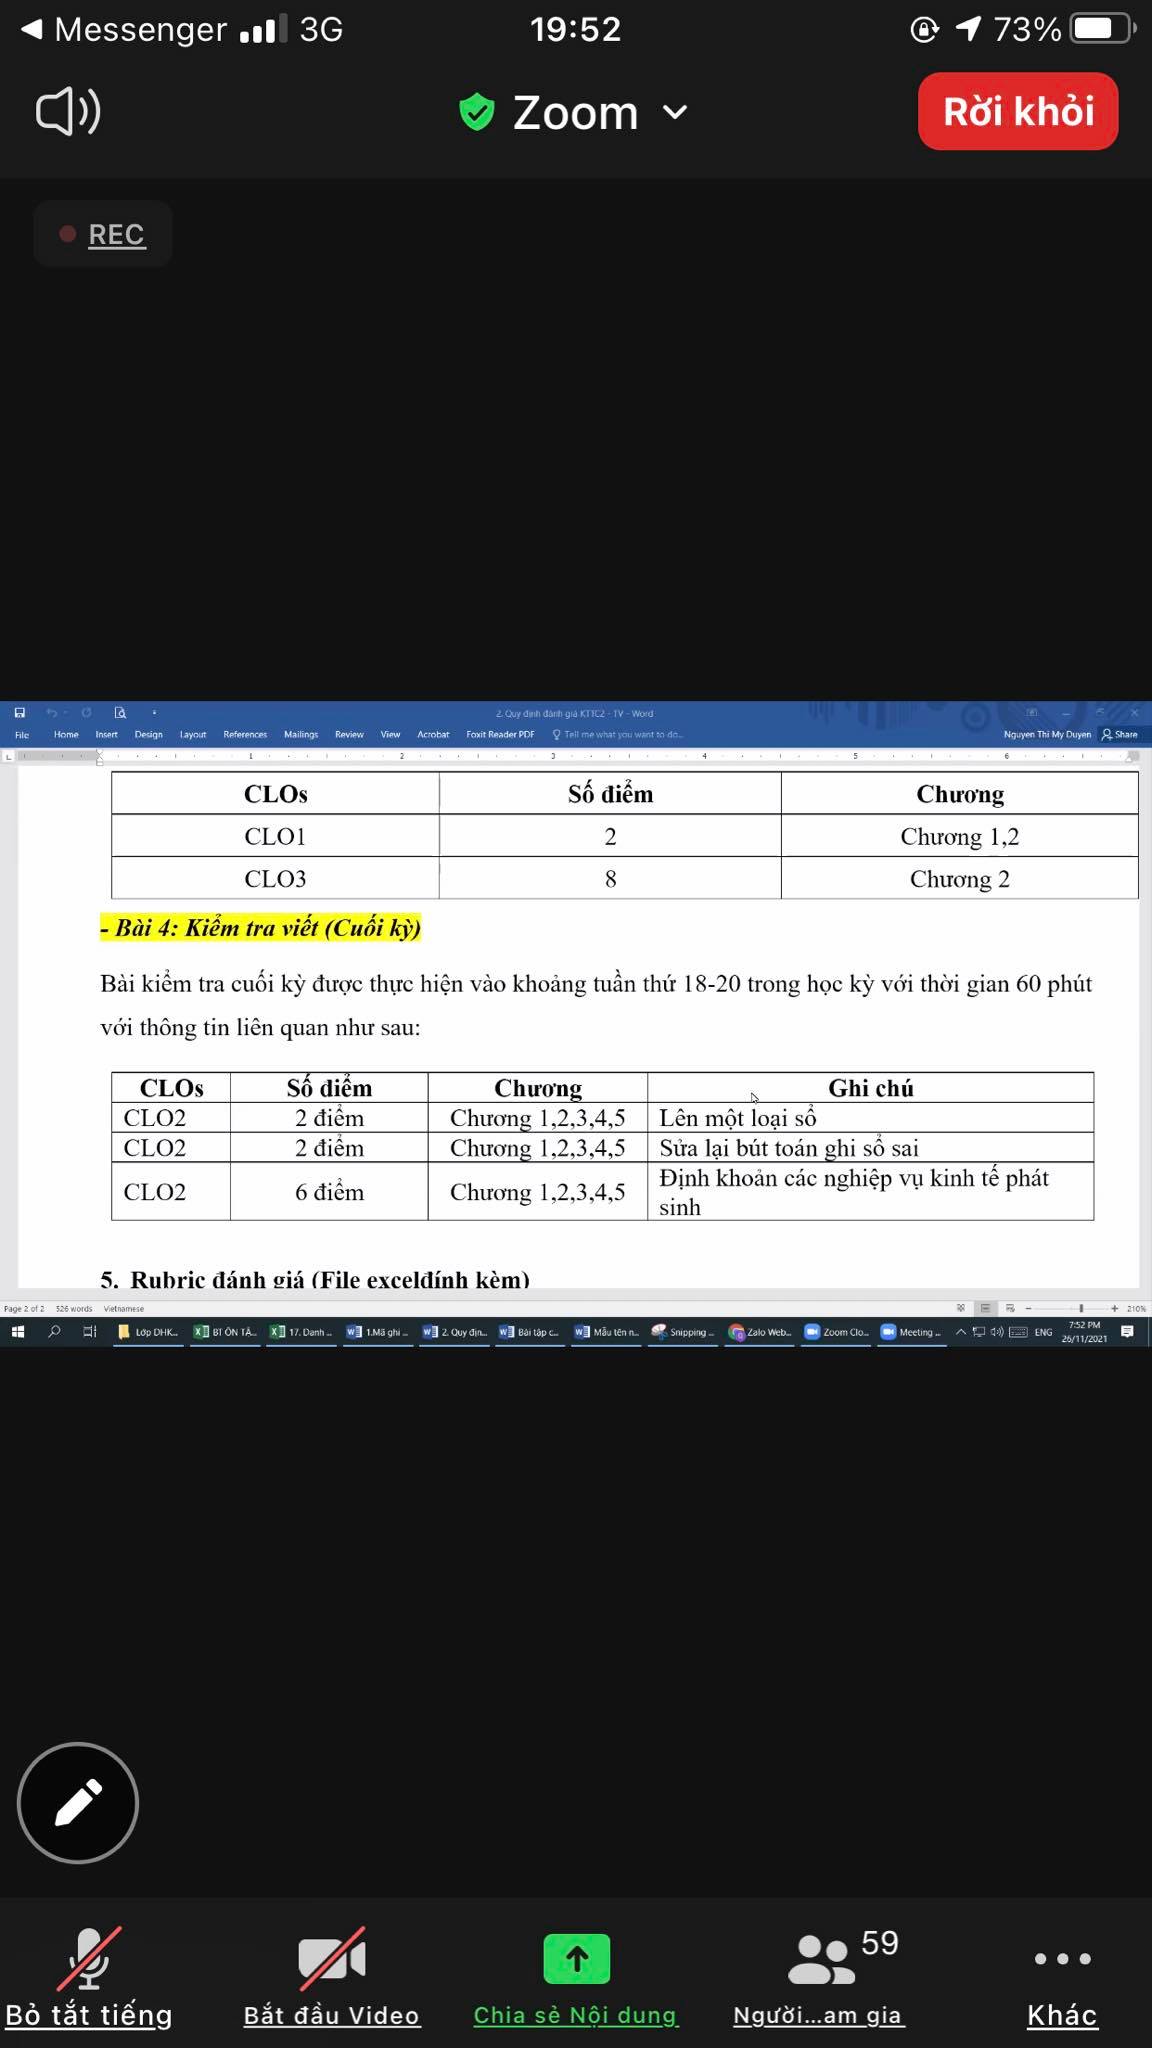 Messenger 3G 19:52 73%
Zoom Rời khỏi
REC
2. Quy định đánh giá KTTC2 - TV - Word
File Home Insert Design Layout References Mailings Review View Acrobat Foxit Reader PDF Tell me what you want to do... Nguyen Thi My Duyen Share
1 2 3 4 5 6
CLOs Số điểm Chương
CLO1 2 Chương 1,2
CLO3 8 Chương 2
- Bài 4: Kiểm tra viết (Cuối kỳ)
Bài kiểm tra cuối kỳ được thực hiện vào khoảng tuần thứ 18-20 trong học kỳ với thời gian 60 phút
với thông tin liên quan như sau:
CLOs Số điểm Chương Ghi chú
CLO2 2 điểm Chương 1,2,3,4,5 Lên một loại sổ
CLO2 2 điểm Chương 1,2,3,4,5 Sửa lại bút toán ghi sổ sai
CLO2 6 điểm Chương 1,2,3,4,5 Định khoản các nghiệp vụ kinh tế phát
sinh
5. Rubric đánh giá (File excelđính kèm)
Page 2 of 2 526 words Vietnamese 210%
Lớp DHK... BT ÔN TẬ... 17. Danh ... 1.Mã ghi ... 2. Quy địn... Bài tập c... Mẫu tên n... Snipping ... Zalo Web... Zoom Clo... Meeting ... ENG 7:52 PM
26/11/2021
59
Bỏ tắt tiếng Bắt đầu Video Chia sẻ Nội dung Người...am gia Khác